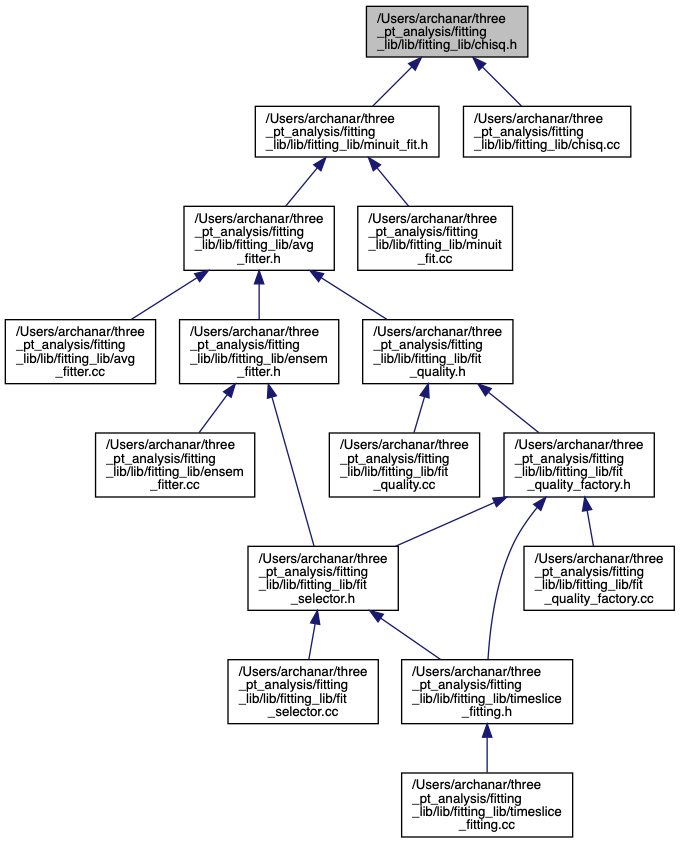 /Users/archanar/three
_pt_analysis/fitting
_lib/lib/fitting_lib/chisq.h
/Users/archanar/three
_pt_analysis/fitting
_lib/lib/fitting_lib/minuit_fit.h
/Users/archanar/three
_pt_analysis/fitting
_lib/lib/fitting_lib/chisq.cc
/Users/archanar/three
_pt_analysis/fitting
_lib/lib/fitting_lib/avg
_fitter.h
/Users/archanar/three
_pt_analysis/fitting
_lib/lib/fitting_lib/minuit
_fit.cc
/Users/archanar/three
_pt_analysis/fitting
_lib/lib/fitting_lib/avg
_fitter.cc
/Users/archanar/three
_pt_analysis/fitting
_lib/lib/fitting_lib/ensem
_fitter.h
/Users/archanar/three
_pt_analysis/fitting
_lib/lib/fitting_lib/fit
_quality.h
/Users/archanar/three
_pt_analysis/fitting
_lib/lib/fitting_lib/ensem
_fitter.cc
/Users/archanar/three
_pt_analysis/fitting
_lib/lib/fitting_lib/fit
_quality.cc
/Users/archanar/three
_pt_analysis/fitting
_lib/lib/fitting_lib/fit
_quality_factory.h
/Users/archanar/three
_pt_analysis/fitting
_lib/lib/fitting_lib/fit
_selector.h
/Users/archanar/three
_pt_analysis/fitting
_lib/lib/fitting_lib/fit
_quality_factory.cc
/Users/archanar/three
_pt_analysis/fitting
_lib/lib/fitting_lib/fit
_selector.cc
/Users/archanar/three
_pt_analysis/fitting
_lib/lib/fitting_lib/timeslice
_fitting.h
/Users/archanar/three
_pt_analysis/fitting
_lib/lib/fitting_lib/timeslice
_fitting.cc